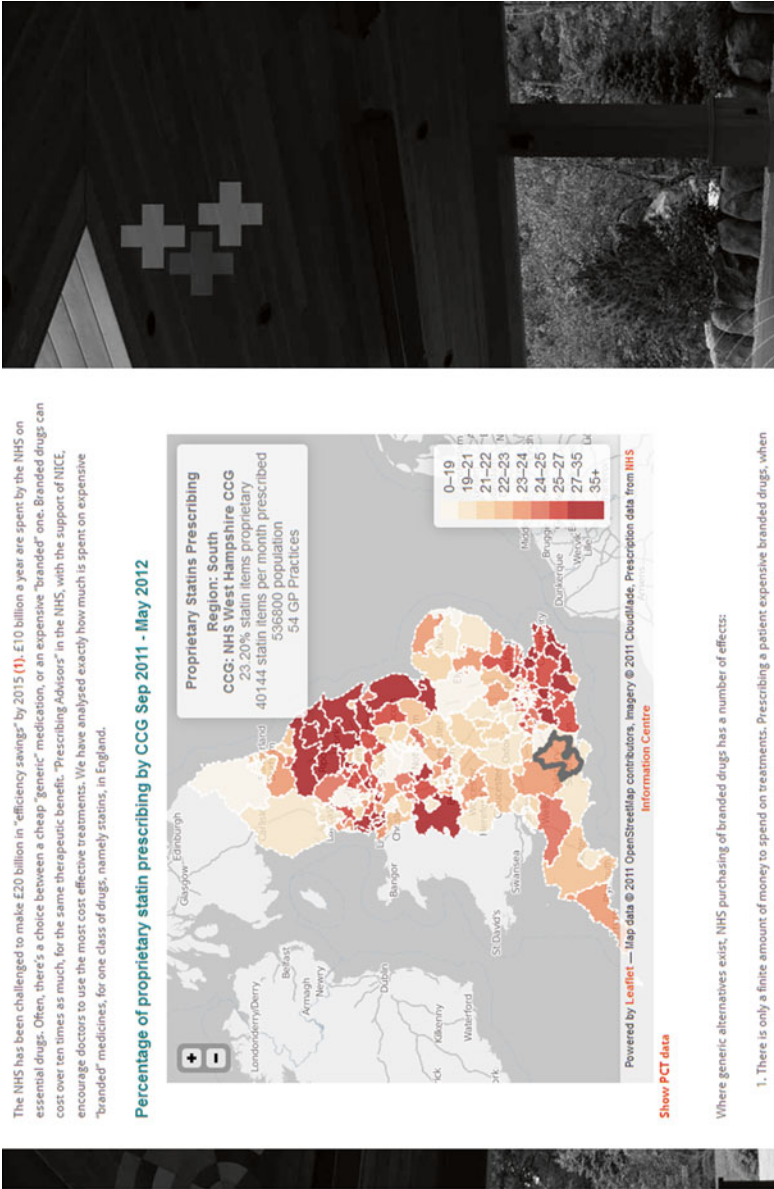 The NHS has been challenged to make £20 billion in "efficiency savings" by 2015 (1). £10 billion a year are spent by the NHS on
essential drugs. Often, there's a choice between a cheap "generic" medication, or an expensive "branded" one. Branded drugs can
cost over ten times as much, for the same therapeutic benefit. "Prescribing Advisors" in the NHS, with the support of NICE,
encourage doctors to use the most cost effective treatments. We have analysed exactly how much is spent on expensive
"branded" medicines, for one class of drugs, namely statins, in England.
Percentage of proprietary statin prescribing by CCG Sep 2011 - May 2012
+
−
Proprietary Statins Prescribing
Region: South
CCG: NHS West Hampshire CCG
23.20% statin items proprietary
40144 statin items per month prescribed
536800 population
54 GP Practices
Glasgow
Edinburgh
Londonderry/Derry
Belfast
Armagh
Newry
Dublin
Kilkenny
Waterford
Bangor
St David's
Swansea
Dunkerque
Wervik
Lille
0–19
19–21
21–22
22–23
23–24
24–25
25–27
27–35
35+
Powered by Leaflet — Map data © 2011 OpenStreetMap contributors, Imagery © 2011 CloudMade, Prescription data from NHS
Information Centre
Show PCT data
Where generic alternatives exist, NHS purchasing of branded drugs has a number of effects:
1. There is only a finite amount of money to spend on treatments. Prescribing a patient expensive branded drugs, when